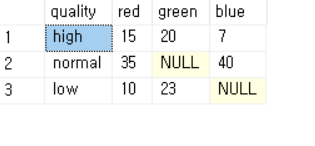 quality red green blue
1 high 15 20 7
2 normal 35 NULL 40
3 low 10 23 NULL